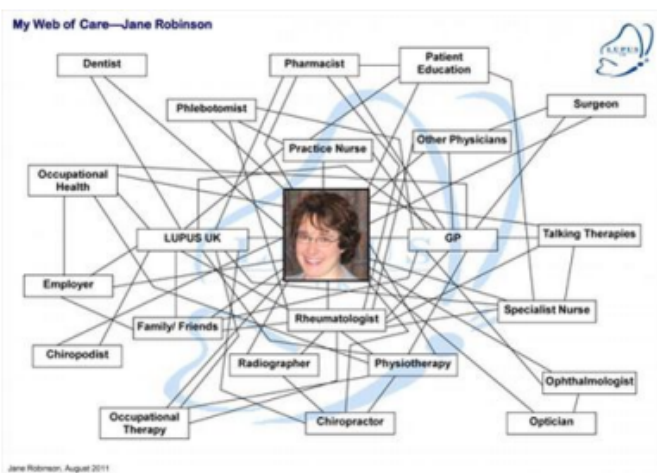 My Web of Care—Jane Robinson
LUPUS
Dentist
Pharmacist
Patient
Education
Phlebotomist
Surgeon
Practice Nurse
Other Physicians
Occupational
Health
LUPUS UK
GP
Talking Therapies
Employer
Specialist Nurse
Family/ Friends
Rheumatologist
Chiropodist
Radiographer
Physiotherapy
Ophthalmologist
Occupational
Therapy
Chiropractor
Optician
Jane Robinson, August 2011